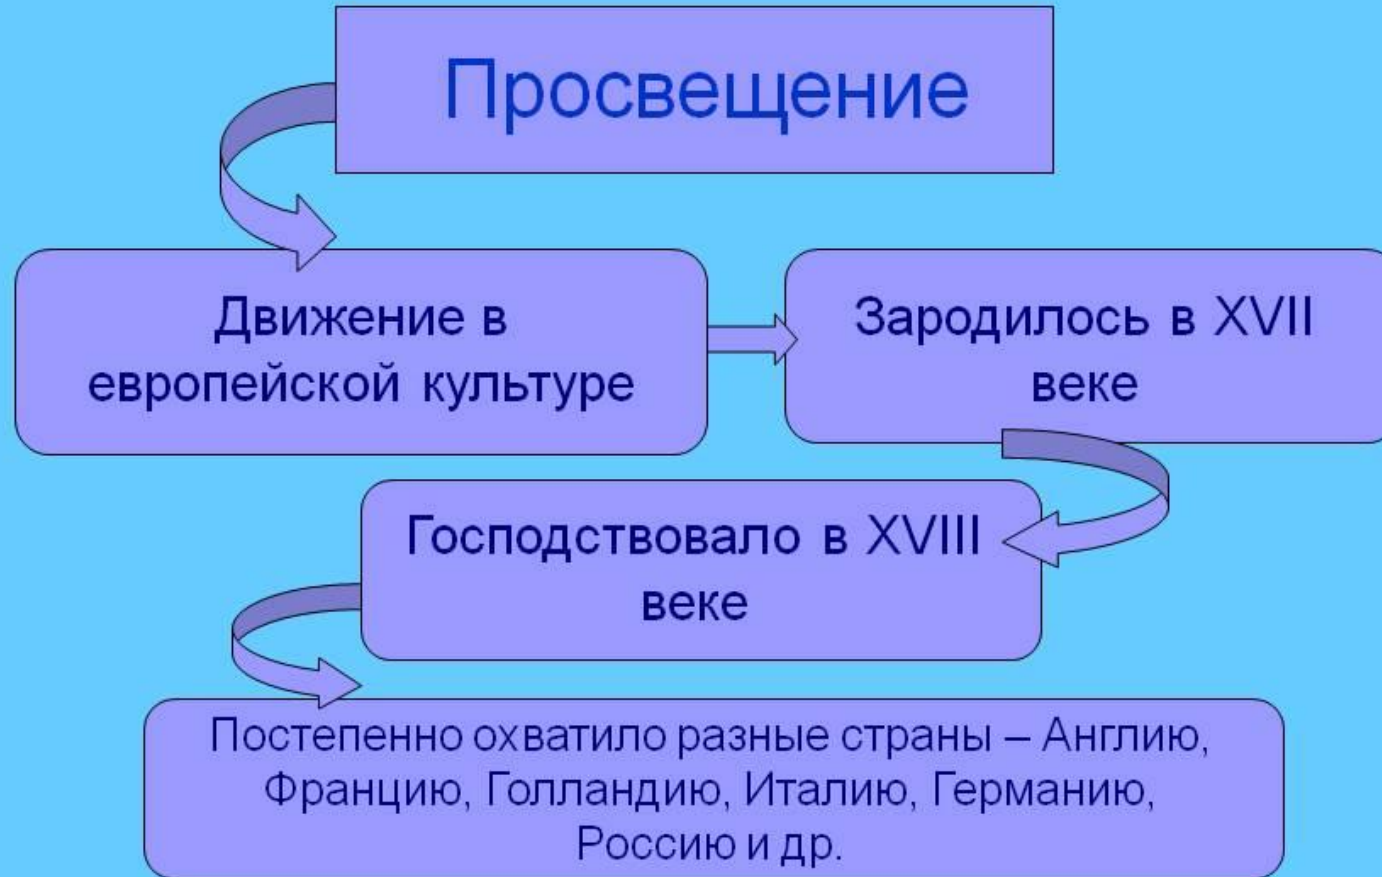 Просвещение
Движение в
европейской культуре
Зародилось в XVII
веке
Господствовало в XVIII
веке
Постепенно охватило разные страны – Англию,
Францию, Голландию, Италию, Германию,
Россию и др.